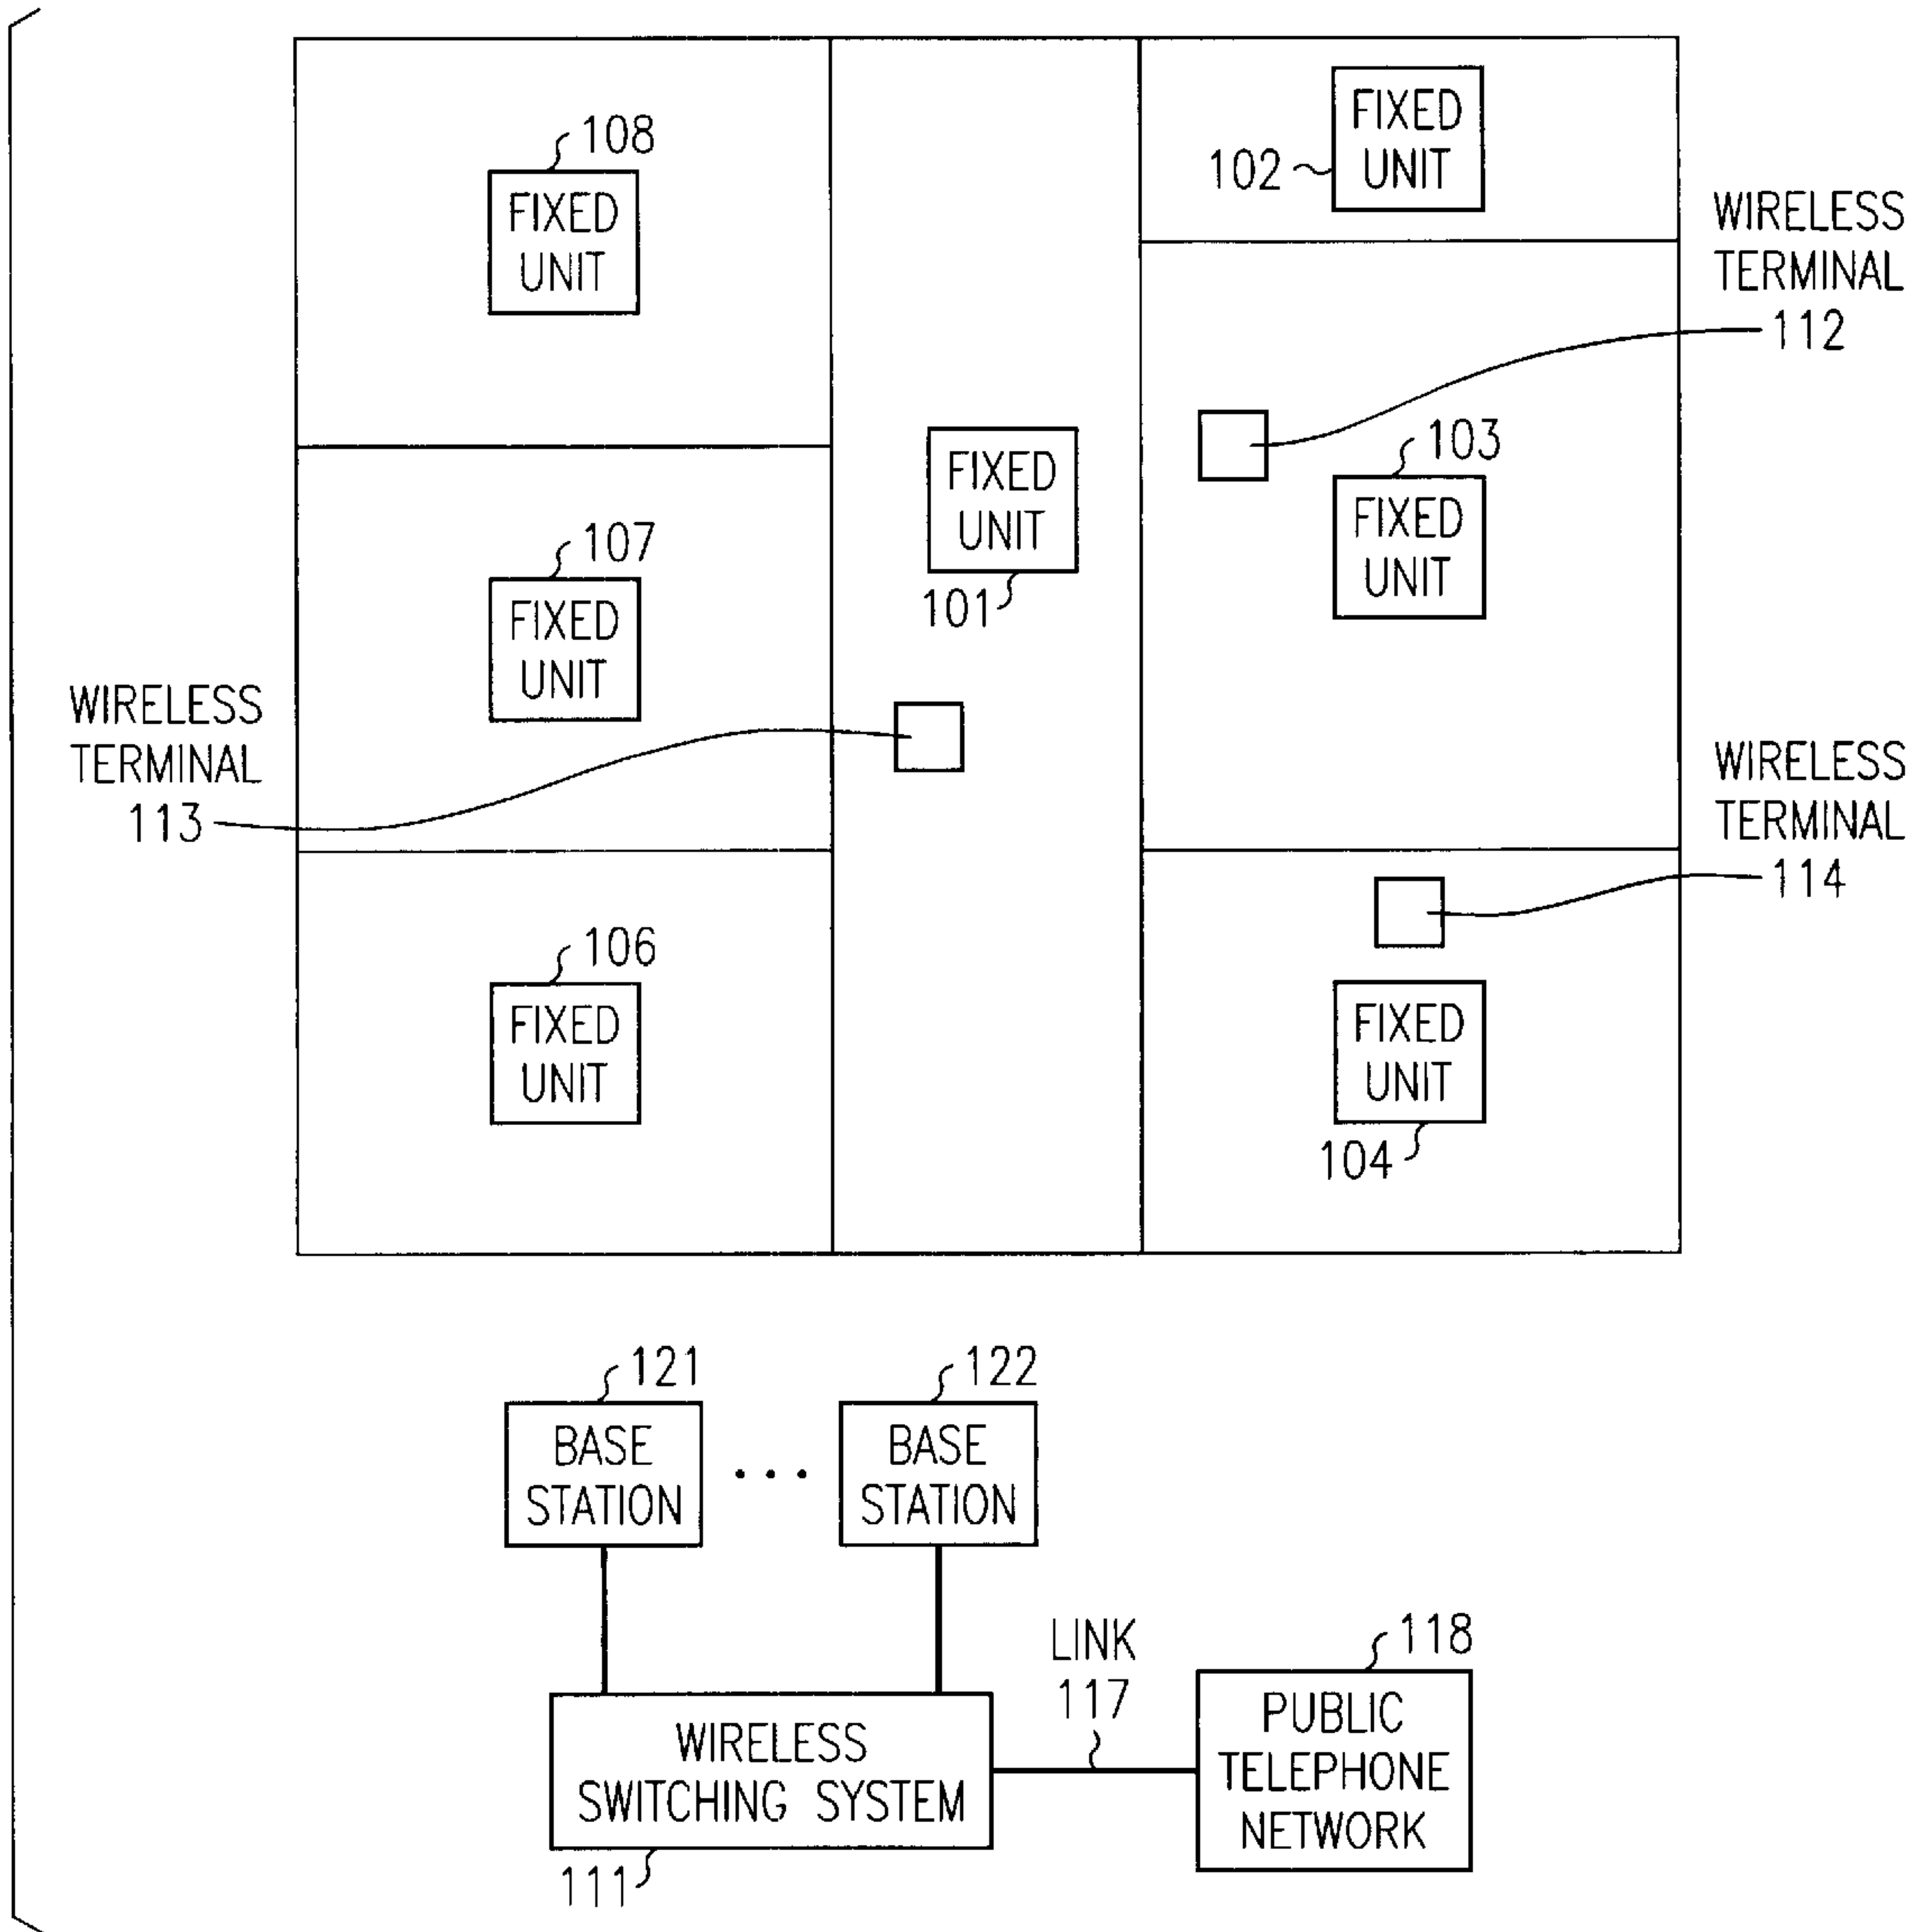 108
FIXED
UNIT
102
FIXED
UNIT
WIRELESS
TERMINAL
112
101
FIXED
UNIT
103
FIXED
UNIT
107
FIXED
UNIT
WIRELESS
TERMINAL
113
WIRELESS
TERMINAL
114
106
FIXED
UNIT
FIXED
UNIT
104
121
BASE
STATION
...
122
BASE
STATION
LINK
117
118
PUBLIC
TELEPHONE
NETWORK
WIRELESS
SWITCHING SYSTEM
111